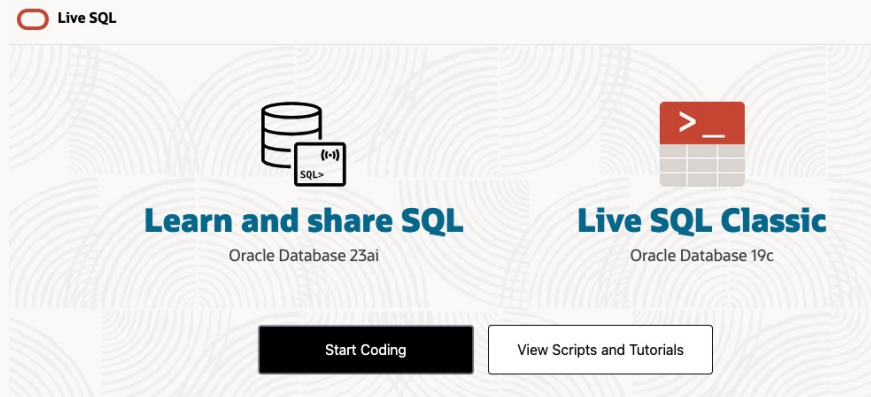 Live SQL
SQL>
Learn and share SQL
Oracle Database 23ai
>_
Live SQL Classic
Oracle Database 19c
Start Coding
View Scripts and Tutorials